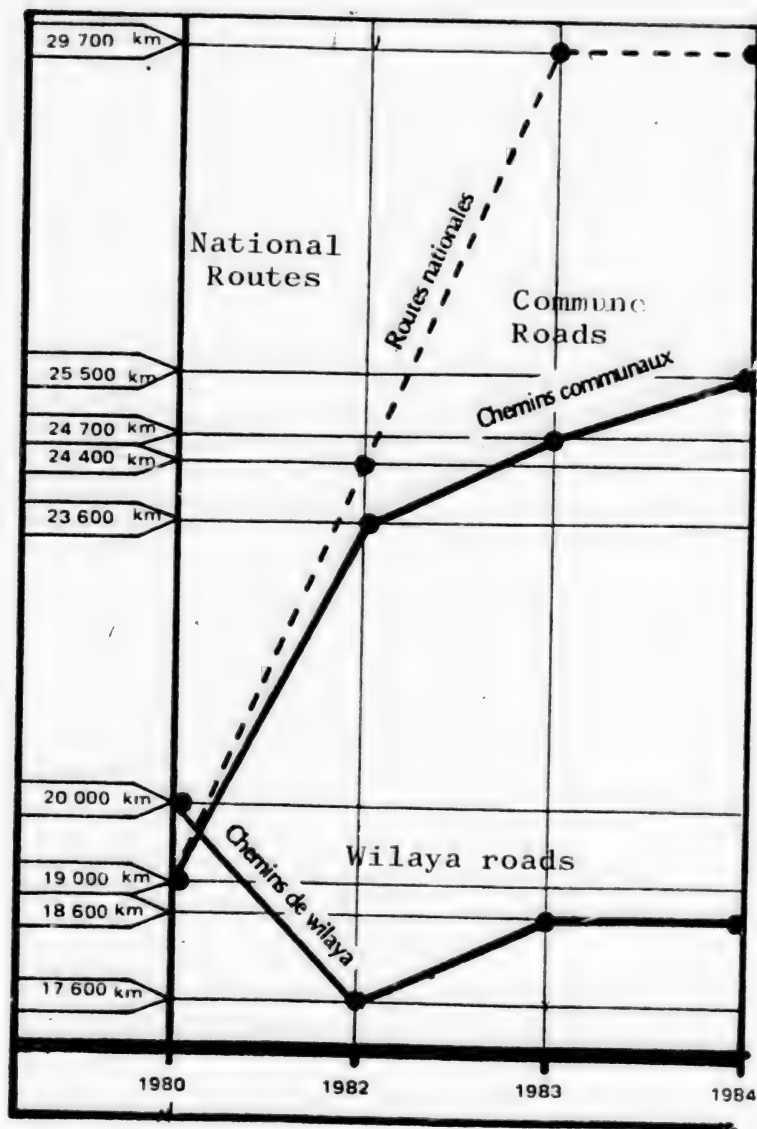 29 700 km
National
Routes
Routes nationales
Commune
Roads
25 500 km
Chemins communaux
24 700 km
24 400 km
23 600 km
20 000 km
Chemins de wilaya
Wilaya roads
19 000 km
18 600 km
17 600 km
1980
1982
1983
1984